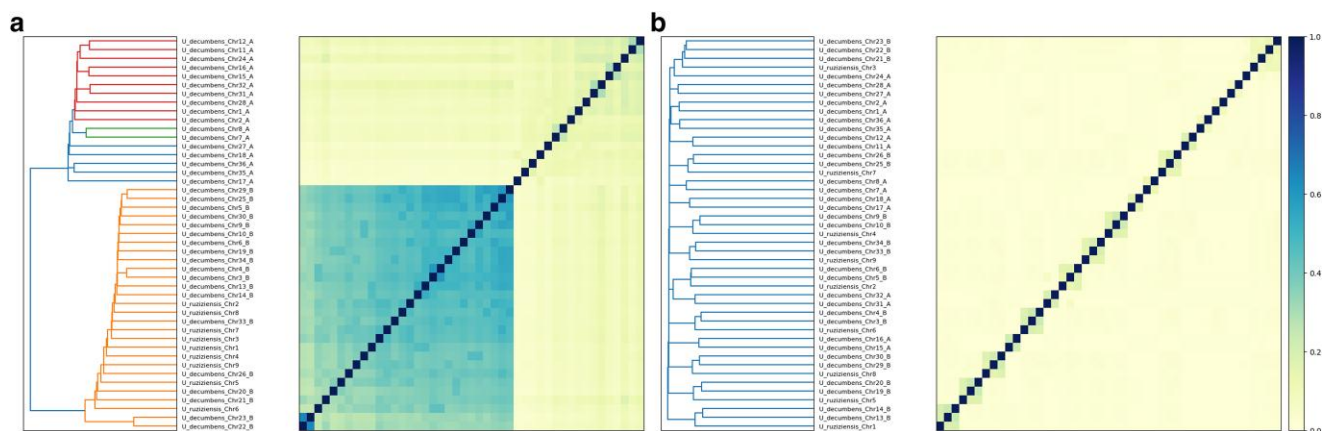 a
U_decumbens_Chr12_A
U_decumbens_Chr11_A
U_decumbens_Chr24_A
U_decumbens_Chr16_A
U_decumbens_Chr15_A
U_decumbens_Chr32_A
U_decumbens_Chr31_A
U_decumbens_Chr28_A
U_decumbens_Chr1_A
U_decumbens_Chr2_A
U_decumbens_Chr8_A
U_decumbens_Chr7_A
U_decumbens_Chr27_A
U_decumbens_Chr18_A
U_decumbens_Chr36_A
U_decumbens_Chr35_A
U_decumbens_Chr17_A
U_decumbens_Chr29_B
U_decumbens_Chr25_B
U_decumbens_Chr5_B
U_decumbens_Chr30_B
U_decumbens_Chr9_B
U_decumbens_Chr10_B
U_decumbens_Chr6_B
U_decumbens_Chr19_B
U_decumbens_Chr34_B
U_decumbens_Chr4_B
U_decumbens_Chr3_B
U_decumbens_Chr13_B
U_decumbens_Chr14_B
U_ruziziensis_Chr2
U_ruziziensis_Chr8
U_decumbens_Chr33_B
U_ruziziensis_Chr7
U_ruziziensis_Chr3
U_ruziziensis_Chr1
U_ruziziensis_Chr4
U_ruziziensis_Chr9
U_decumbens_Chr26_B
U_ruziziensis_Chr5
U_decumbens_Chr20_B
U_decumbens_Chr21_B
U_ruziziensis_Chr6
U_decumbens_Chr23_B
U_decumbens_Chr22_B
b
U_decumbens_Chr23_B
U_decumbens_Chr22_B
U_decumbens_Chr21_B
U_ruziziensis_Chr3
U_decumbens_Chr24_A
U_decumbens_Chr28_A
U_decumbens_Chr27_A
U_decumbens_Chr2_A
U_decumbens_Chr1_A
U_decumbens_Chr36_A
U_decumbens_Chr35_A
U_decumbens_Chr12_A
U_decumbens_Chr11_A
U_decumbens_Chr26_B
U_decumbens_Chr25_B
U_ruziziensis_Chr7
U_decumbens_Chr8_A
U_decumbens_Chr7_A
U_decumbens_Chr18_A
U_decumbens_Chr17_A
U_decumbens_Chr9_B
U_decumbens_Chr10_B
U_ruziziensis_Chr4
U_decumbens_Chr34_B
U_decumbens_Chr33_B
U_ruziziensis_Chr9
U_decumbens_Chr6_B
U_decumbens_Chr5_B
U_ruziziensis_Chr2
U_decumbens_Chr32_A
U_decumbens_Chr31_A
U_decumbens_Chr4_B
U_decumbens_Chr3_B
U_ruziziensis_Chr6
U_decumbens_Chr16_A
U_decumbens_Chr15_A
U_decumbens_Chr30_B
U_decumbens_Chr29_B
U_ruziziensis_Chr8
U_decumbens_Chr20_B
U_decumbens_Chr19_B
U_ruziziensis_Chr5
U_decumbens_Chr14_B
U_decumbens_Chr13_B
U_ruziziensis_Chr1
1.0
0.8
0.6
0.4
0.2
0.0